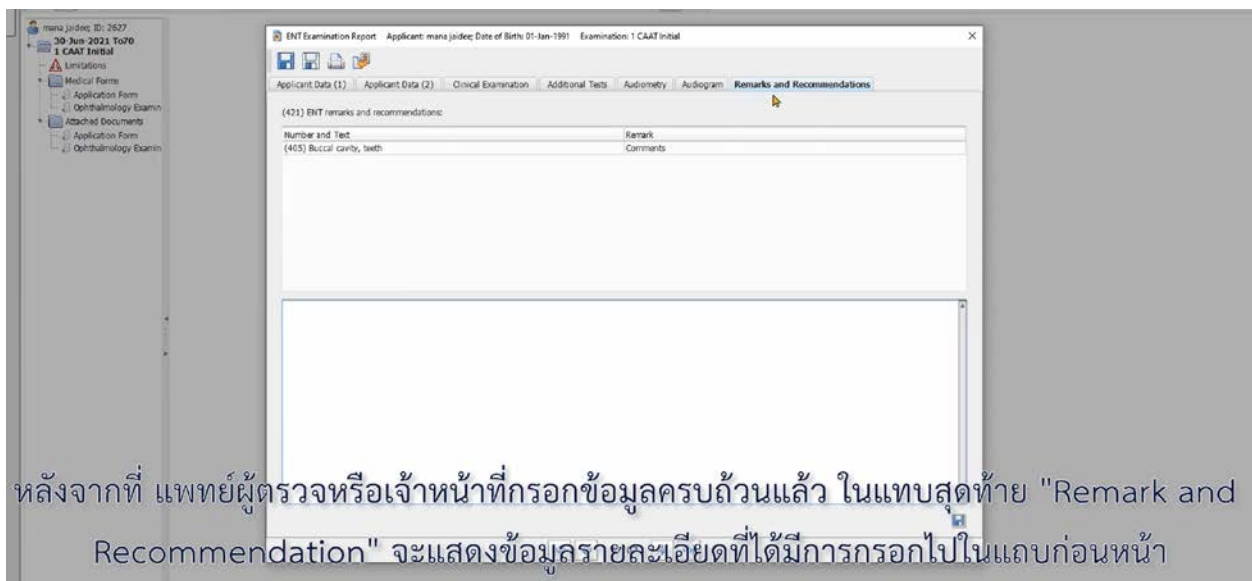 mana jaidee; ID: 2627
30-Jun-2021 To70
1 CAAT Initial
Limitations
Medical Forms
Application Form
Ophthalmology Examin
Attached Documents
Application Form
Ophthalmology Examin
ENT Examination Report Applicant: mana jaidee; Date of Birth: 01-Jan-1991 Examination: 1 CAAT Initial
Applicant Data (1) Applicant Data (2) Clinical Examination Additional Tests Audiometry Audiogram Remarks and Recommendations
(421) ENT remarks and recommendations:
Number and Text Remark
(405) Buccal cavity, teeth Comments
หลังจากที่ แพทย์ผู้ตรวจหรือเจ้าหน้าที่กรอกข้อมูลครบถ้วนแล้ว ในแทบสุดท้าย "Remark and
Recommendation" จะแสดงข้อมูลรายละเอียดที่ได้มีการกรอกไปในแถบก่อนหน้า